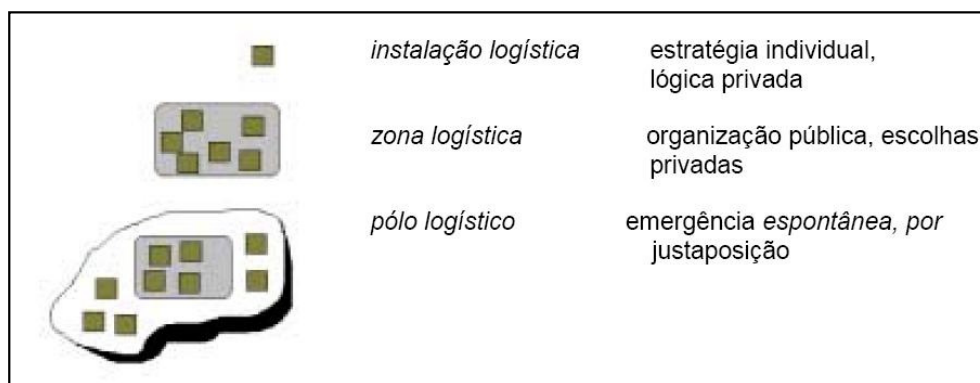 instalação logística estratégia individual,
lógica privada
zona logística organização pública, escolhas
privadas
pólo logístico emergência espontânea, por
justaposição